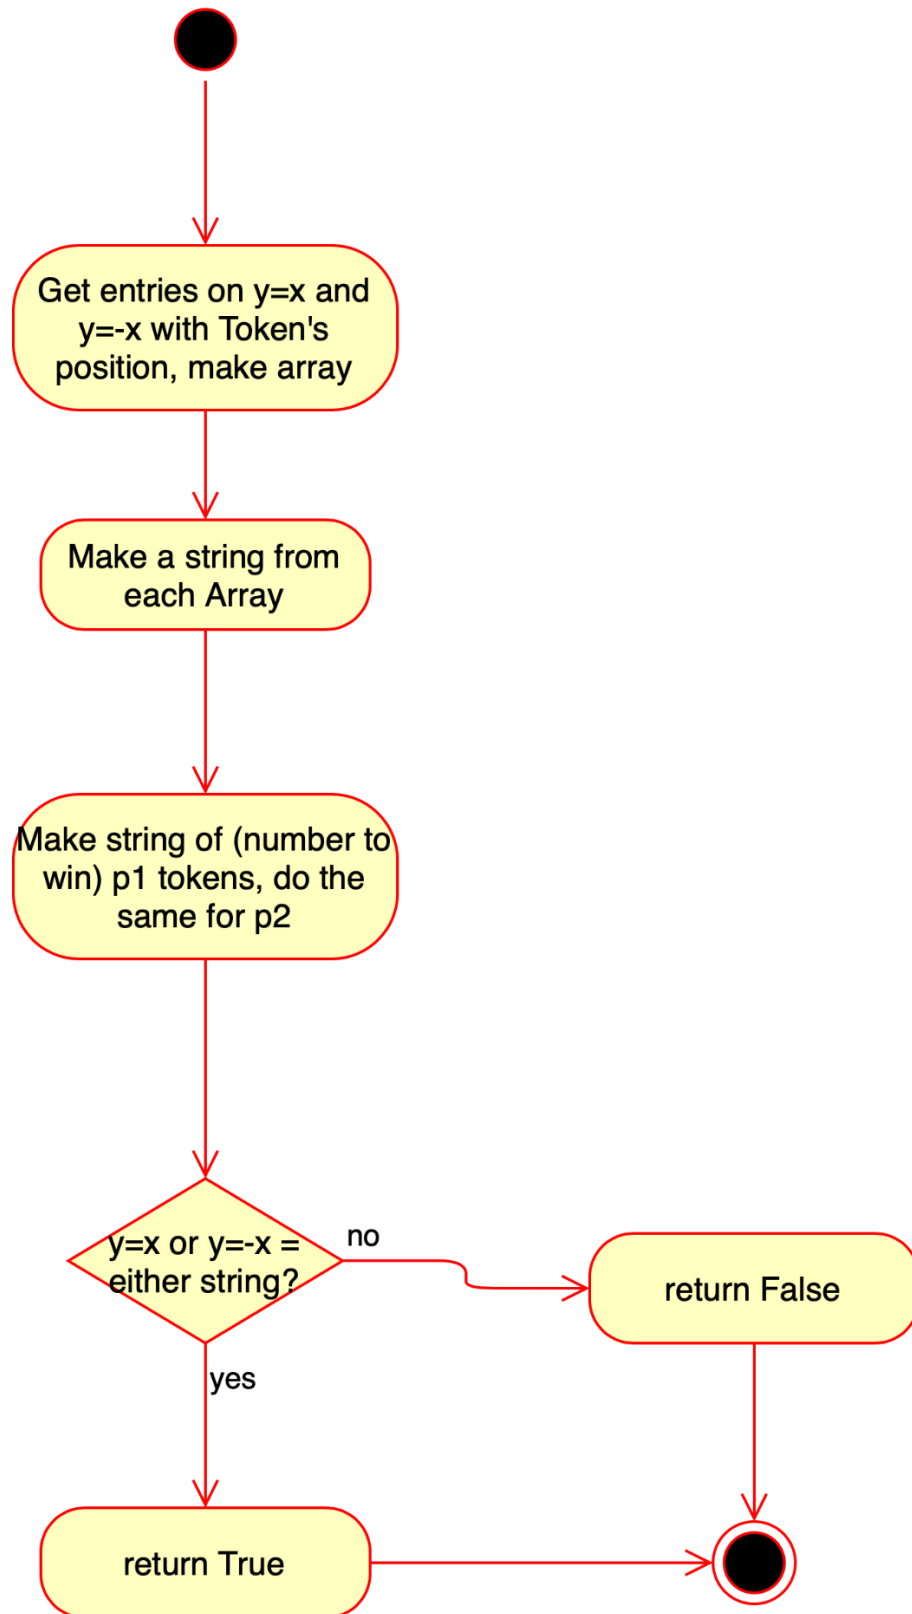 Get entries on y=x and
y=-x with Token's
position, make array
Make a string from
each Array
Make string of (number to
win) p1 tokens, do the
same for p2
y=x or y=-x =
either string?
no
return False
yes
return True